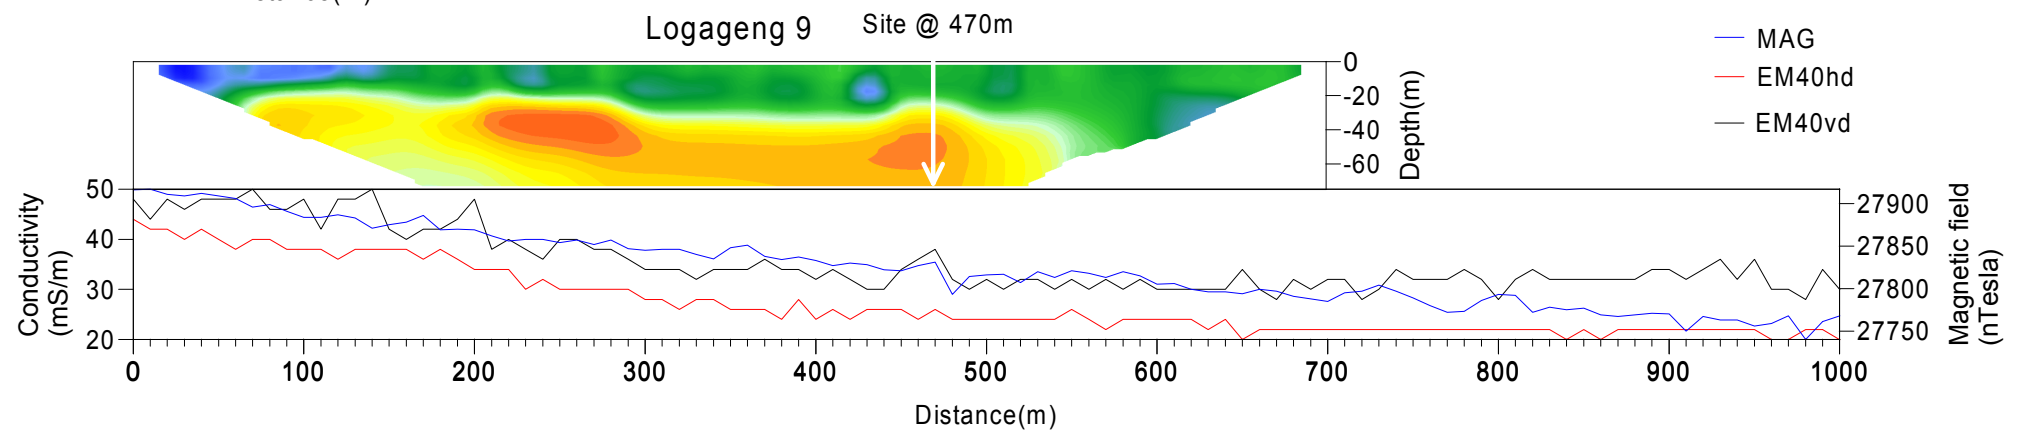 Logageng 9
Site @ 470m
MAG
EM40hd
EM40vd
0
-20
-40
-60
Depth(m)
50
40
30
20
Conductivity
(mS/m)
27900
27850
27800
27750
Magnetic field
(nTesla)
0 100 200 300 400 500 600 700 800 900 1000
Distance(m)